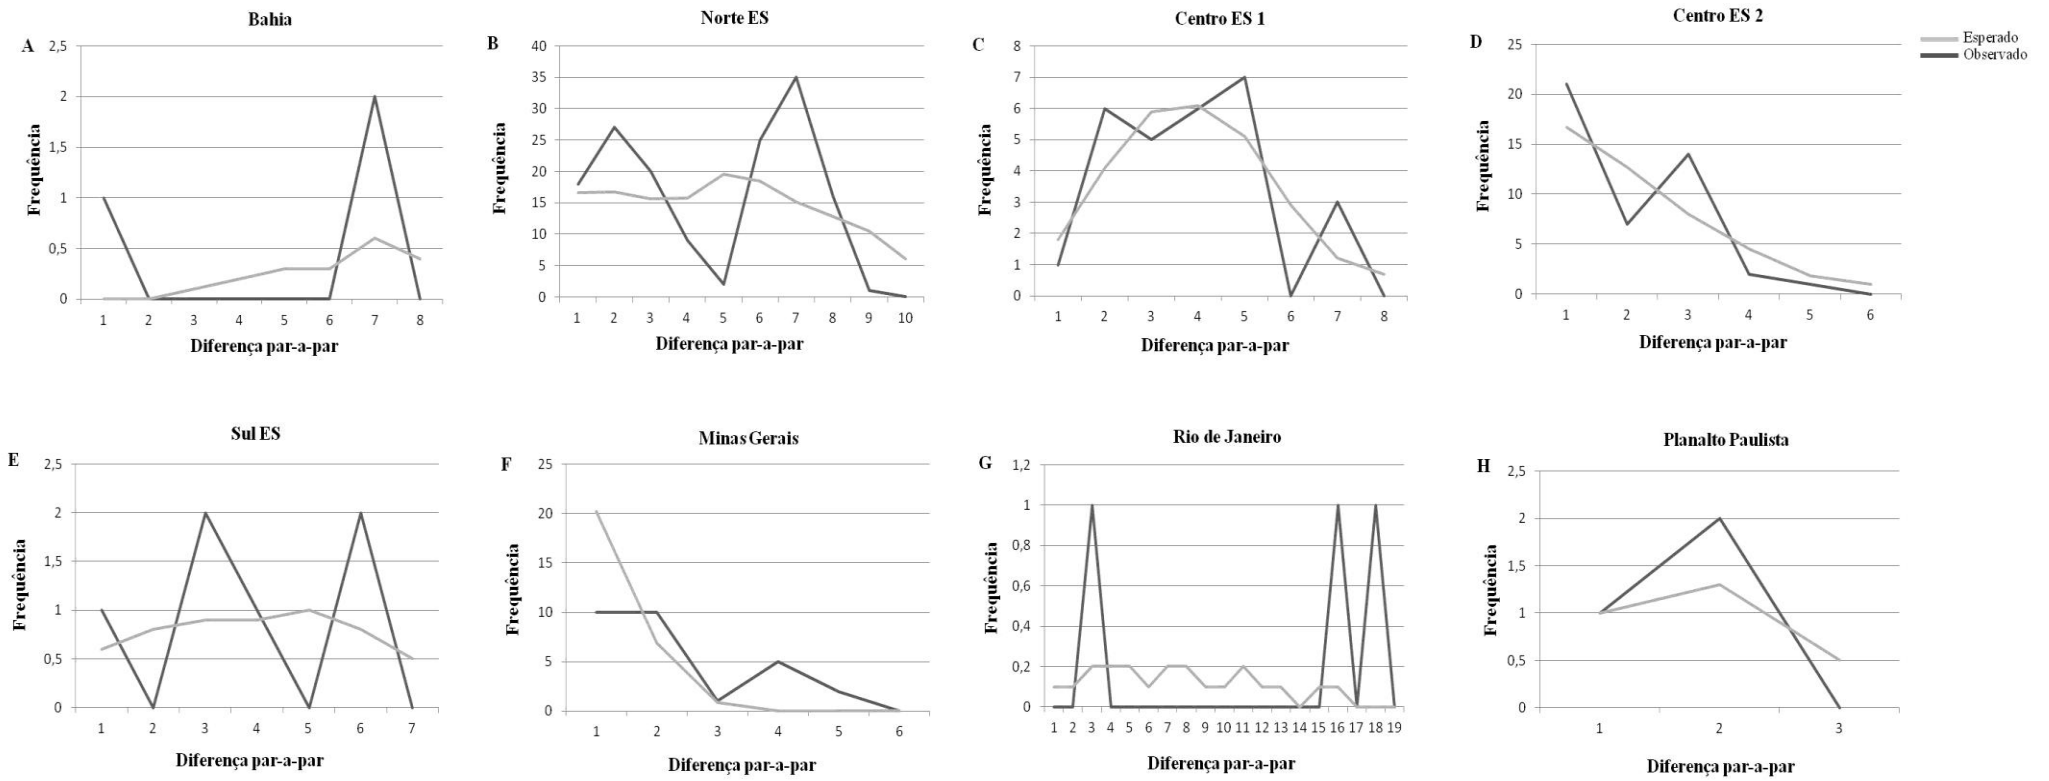 Bahia
A
2,5
2
1,5
1
0,5
0
Frequência
1 2 3 4 5 6 7 8
Diferença par-a-par
Norte ES
B
40
35
30
25
20
15
10
5
0
Frequência
1 2 3 4 5 6 7 8 9 10
Diferença par-a-par
Centro ES 1
C
8
7
6
5
4
3
2
1
0
Frequência
1 2 3 4 5 6 7 8
Diferença par-a-par
Centro ES 2
D
25
20
15
10
5
0
Frequência
1 2 3 4 5 6
Diferença par-a-par
Esperado
Observado
Sul ES
E
2,5
2
1,5
1
0,5
0
Frequência
1 2 3 4 5 6 7
Diferença par-a-par
Minas Gerais
F
25
20
15
10
5
0
Frequência
1 2 3 4 5 6
Diferença par-a-par
Rio de Janeiro
G
1,2
1
0,8
0,6
0,4
0,2
0
Frequência
1 2 3 4 5 6 7 8 9 10 11 12 13 14 15 16 17 18 19
Diferença par-a-par
Planalto Paulista
H
2,5
2
1,5
1
0,5
0
Frequência
1 2 3
Diferença par-a-par